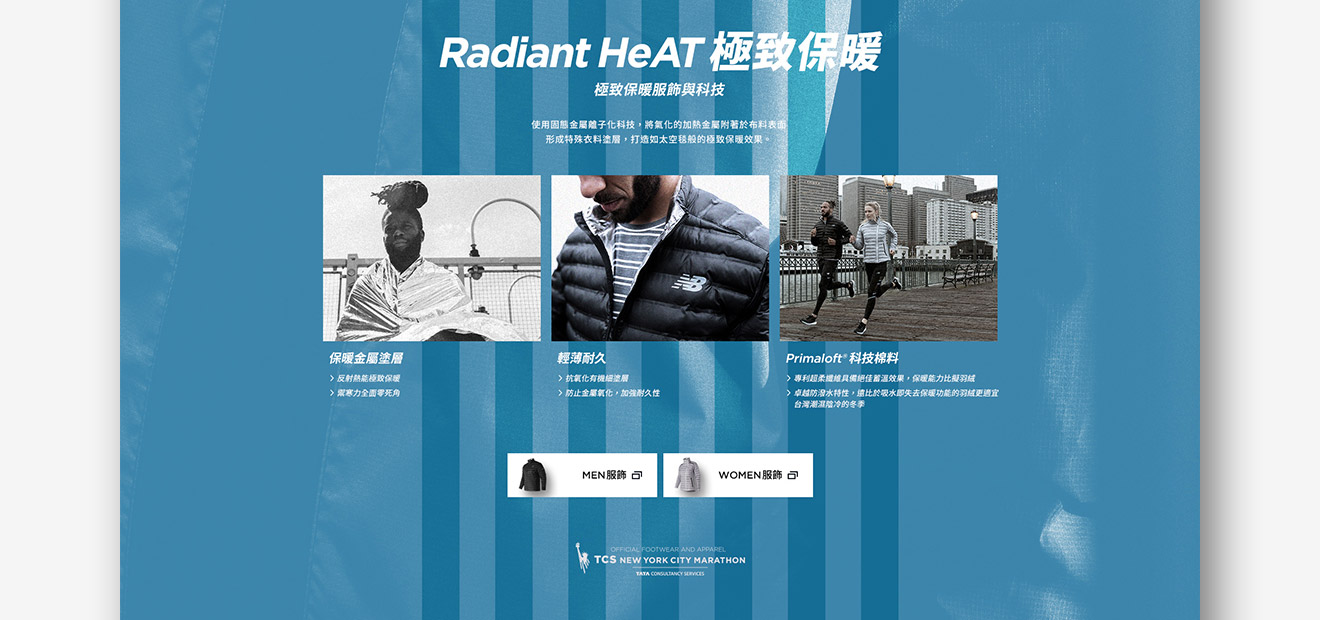 Radiant HeAT 極致保暖
極致保暖服飾與科技
使用固態金屬離子化科技，將氣化的加熱金屬附著於布料表面
形成特殊衣料塗層，打造如太空毯般的極致保暖效果。
保暖金屬塗層
> 反射熱能極致保暖
> 禦寒力全面零死角
輕薄耐久
> 抗氧化有機細塗層
> 防止金屬氧化，加強耐久性
Primaloft® 科技棉料
> 專利超柔纖維具備絕佳蓄溫效果，保暖能力比擬羽絨
> 卓越防潑水特性，遠比於吸水即失去保暖功能的羽絨更適宜
台灣潮濕陰冷的冬季
MEN服飾
WOMEN服飾
OFFICIAL FOOTWEAR AND APPAREL
TCS NEW YORK CITY MARATHON
TATA CONSULTANCY SERVICES